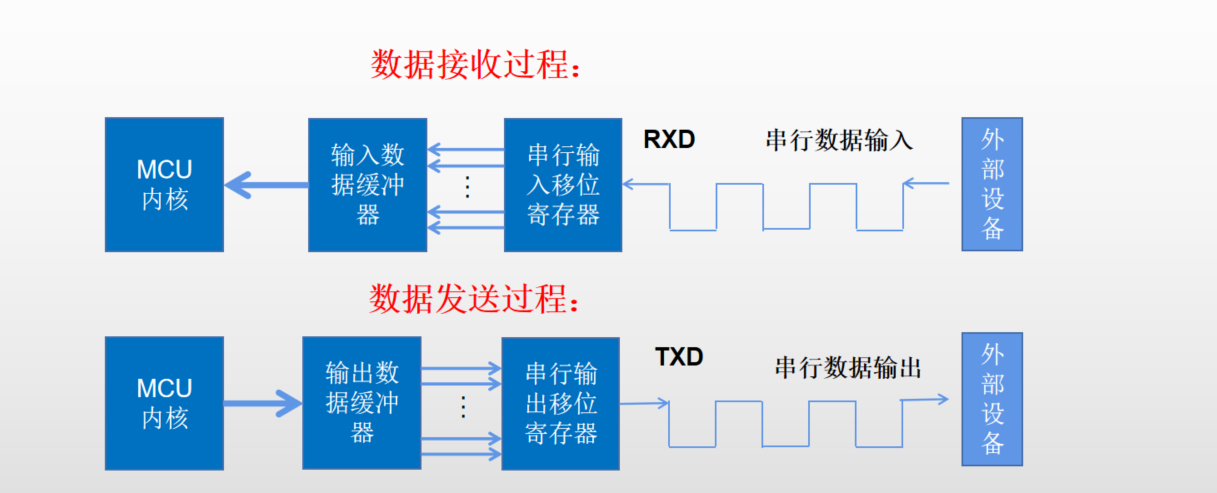 数据接收过程：
MCU
内核
输入数
据缓冲
器
⋮
串行输
入移位
寄存器
RXD
串行数据输入
外
部
设
备
数据发送过程：
MCU
内核
输出数
据缓冲
器
⋮
串行输
出移位
寄存器
TXD
串行数据输出
外
部
设
备